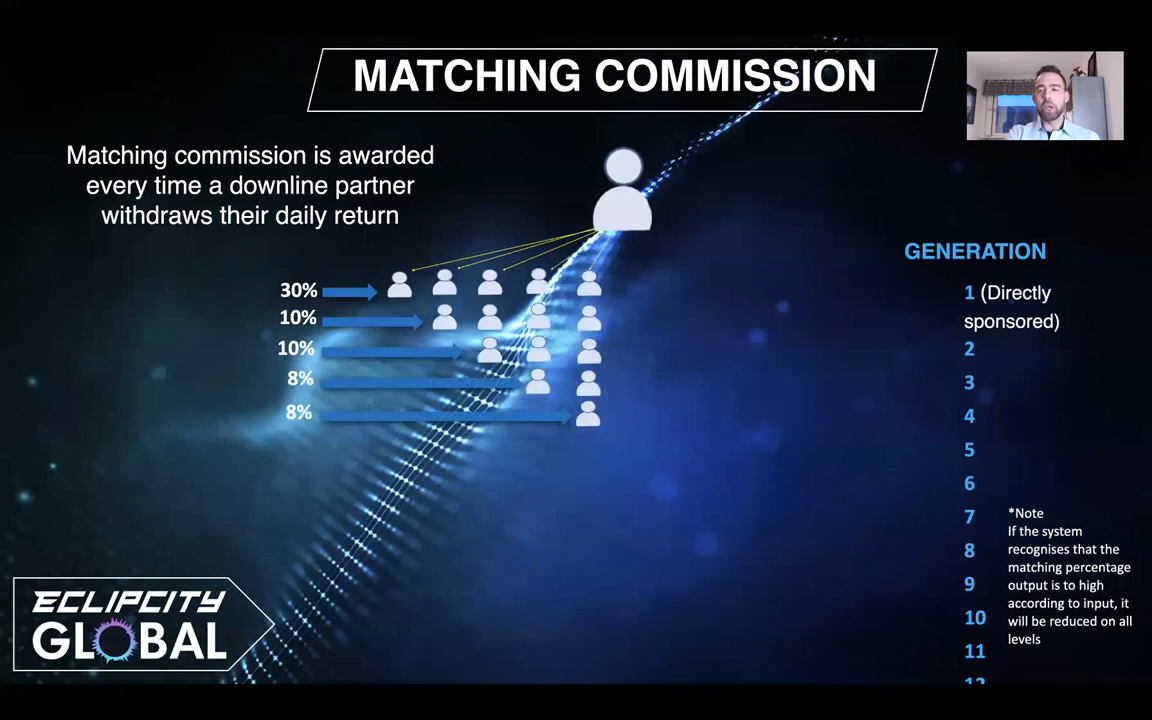 MATCHING COMMISSION
Matching commission is awarded
every time a downline partner
withdraws their daily return
30%
10%
10%
8%
8%
GENERATION
1 (Directly
sponsored)
2
3
4
5
6
7
8
9
10
11
12
*Note
If the system
recognises that the
matching percentage
output is to high
according to input, it
will be reduced on all
levels
ECLIPCITY
GLOBAL